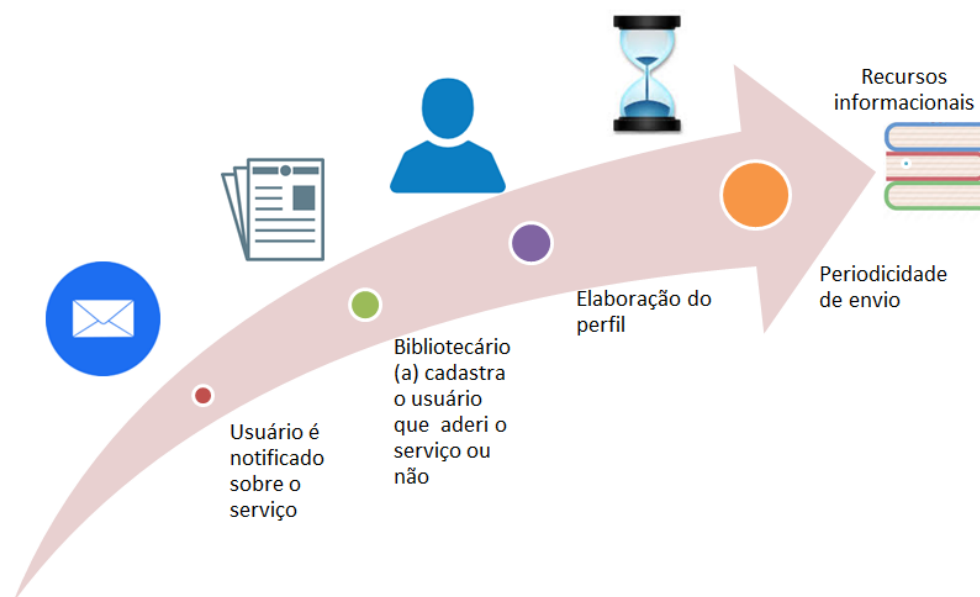 Recursos
informacionais
Periodicidade
de envio
Elaboração do
perfil
Bibliotecário
(a) cadastra
o usuário
que  aderi o
serviço ou
não
Usuário é
notificado
sobre o
serviço